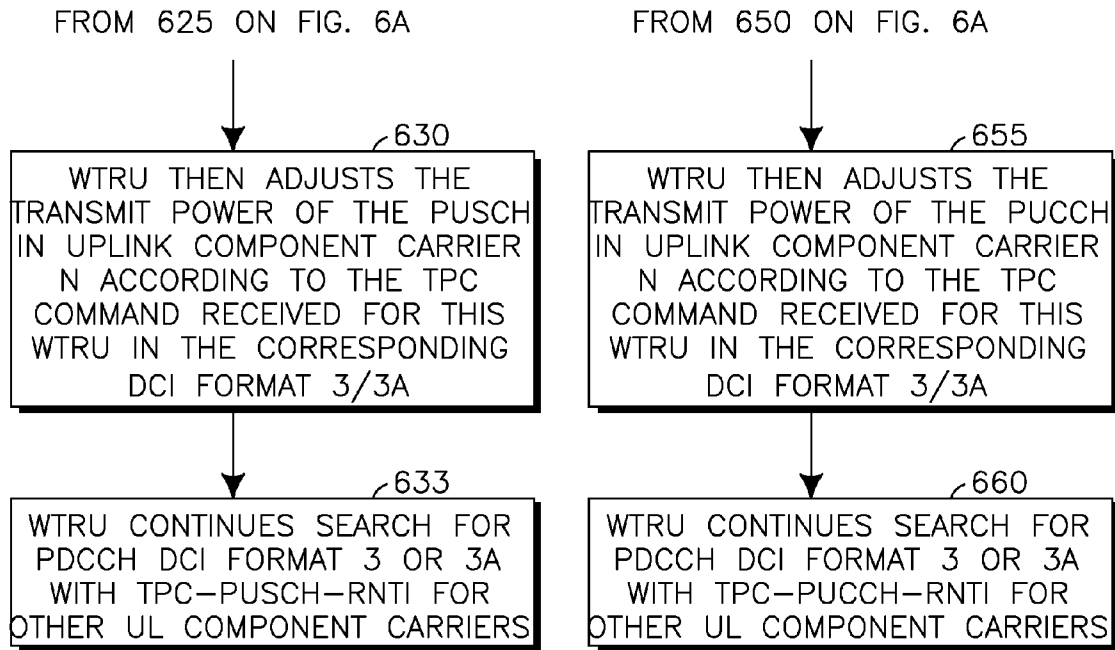 FROM 625 ON FIG. 6A
630
WTRU THEN ADJUSTS THE
TRANSMIT POWER OF THE PUSCH
IN UPLINK COMPONENT CARRIER
N ACCORDING TO THE TPC
COMMAND RECEIVED FOR THIS
WTRU IN THE CORRESPONDING
DCI FORMAT 3/3A
633
WTRU CONTINUES SEARCH FOR
PDCCH DCI FORMAT 3 OR 3A
WITH TPC-PUSCH-RNTI FOR
OTHER UL COMPONENT CARRIERS
FROM 650 ON FIG. 6A
655
WTRU THEN ADJUSTS THE
TRANSMIT POWER OF THE PUCCH
IN UPLINK COMPONENT CARRIER
N ACCORDING TO THE TPC
COMMAND RECEIVED FOR THIS
WTRU IN THE CORRESPONDING
DCI FORMAT 3/3A
660
WTRU CONTINUES SEARCH FOR
PDCCH DCI FORMAT 3 OR 3A
WITH TPC-PUCCH-RNTI FOR
OTHER UL COMPONENT CARRIERS